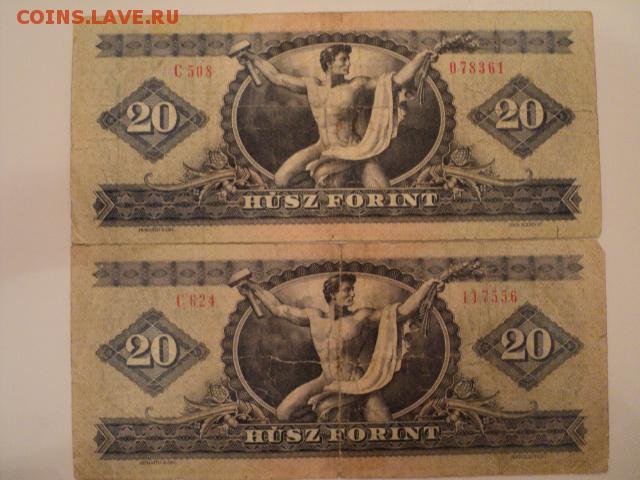 COINS.LAVE.RU
C 508 078361
20 20
HÚSZ FORINT
C 624 117556
20 20
HÚSZ FORINT